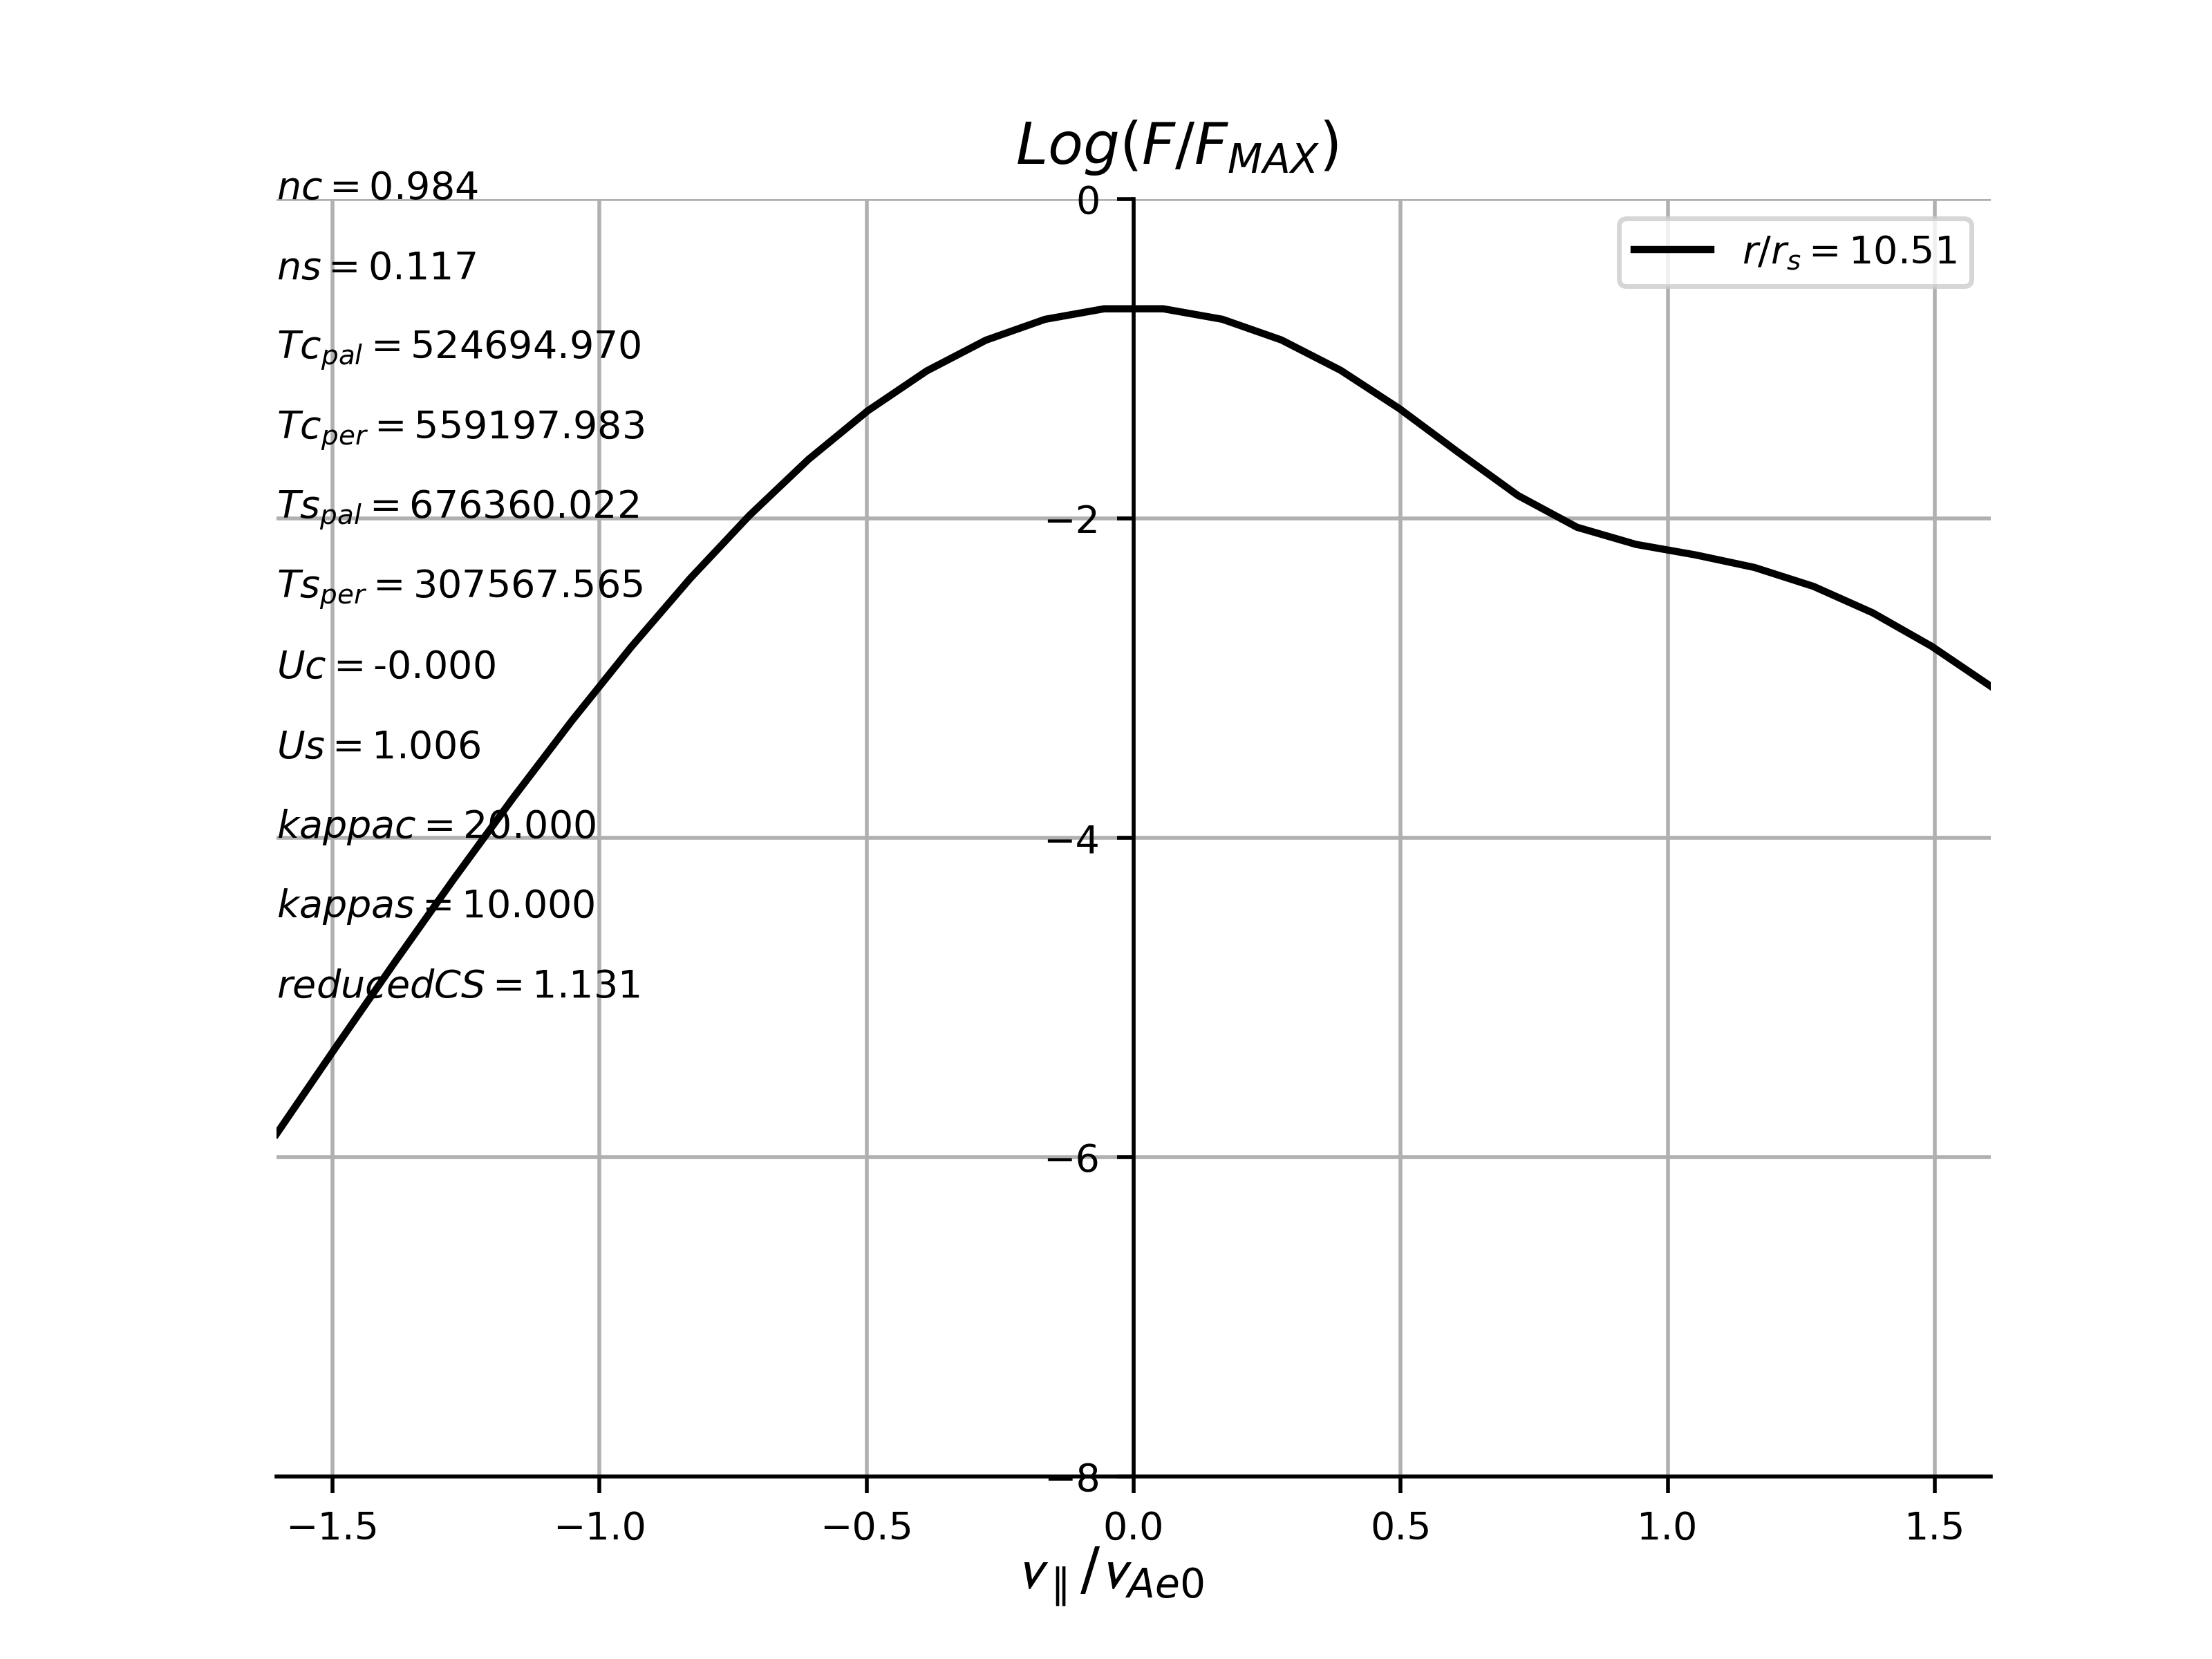 Log(F/F_MAX)
nc = 0.984
ns = 0.117
Tc_pal = 524694.970
Tc_per = 559197.983
Ts_pal = 676360.022
Ts_per = 307567.565
Uc = -0.000
Us = 1.006
kappac = 20.000
kappas = 10.000
reducedCS = 1.131
r/r_s = 10.51
0
−2
−4
−6
−8
−1.5 −1.0 −0.5 0.0 0.5 1.0 1.5
v_∥/v_Ae0